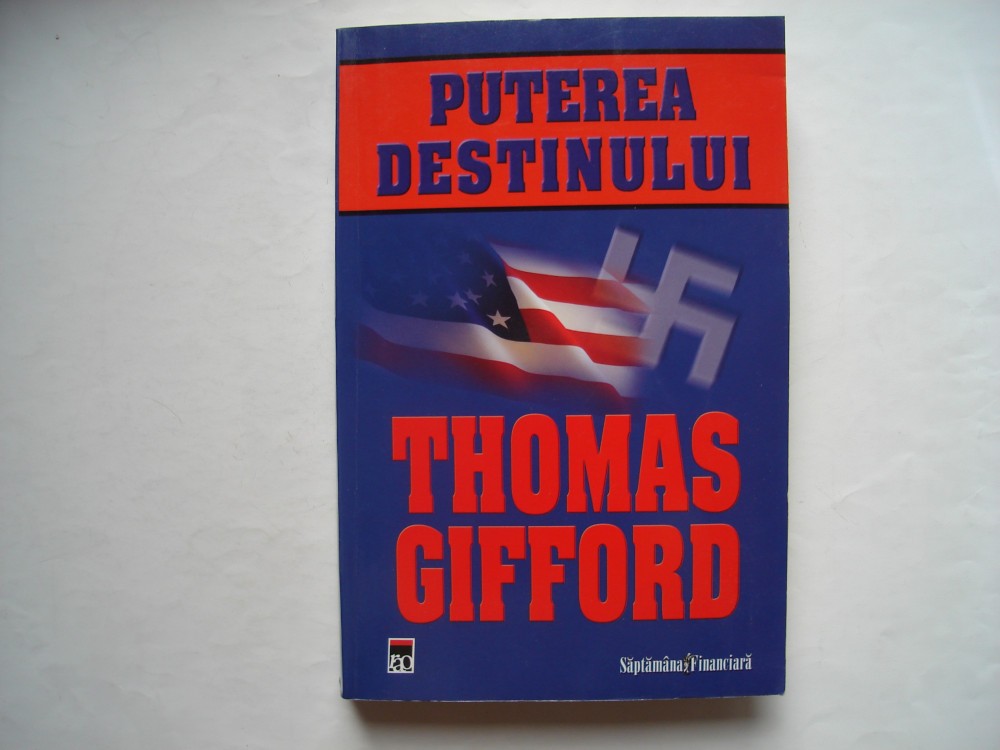 PUTEREA
DESTINULUI
THOMAS
GIFFORD
rao
Săptămâna Financiară